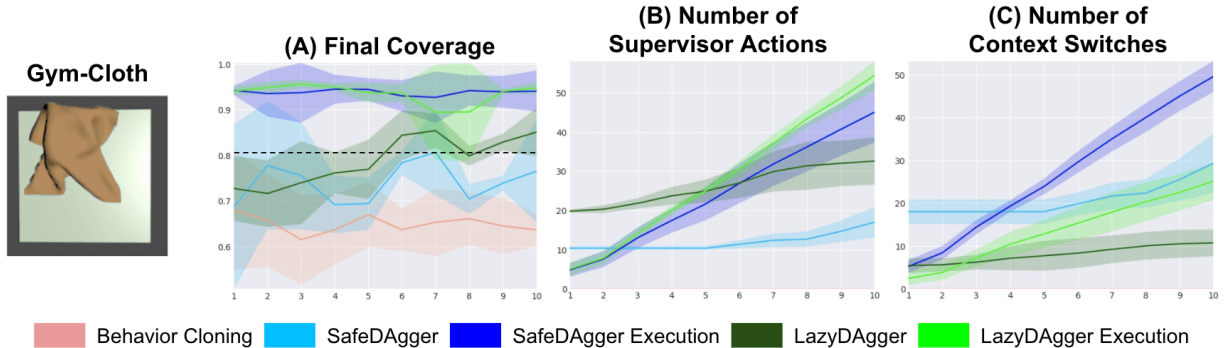 Gym-Cloth
(A) Final Coverage
1.0
0.9
0.8
0.7
0.6
1 2 3 4 5 6 7 8 9 10
(B) Number of
Supervisor Actions
50
40
30
20
10
0
1 2 3 4 5 6 7 8 9 10
(C) Number of
Context Switches
50
40
30
20
10
0
1 2 3 4 5 6 7 8 9 10
Behavior Cloning SafeDAgger SafeDAgger Execution LazyDAgger LazyDAgger Execution